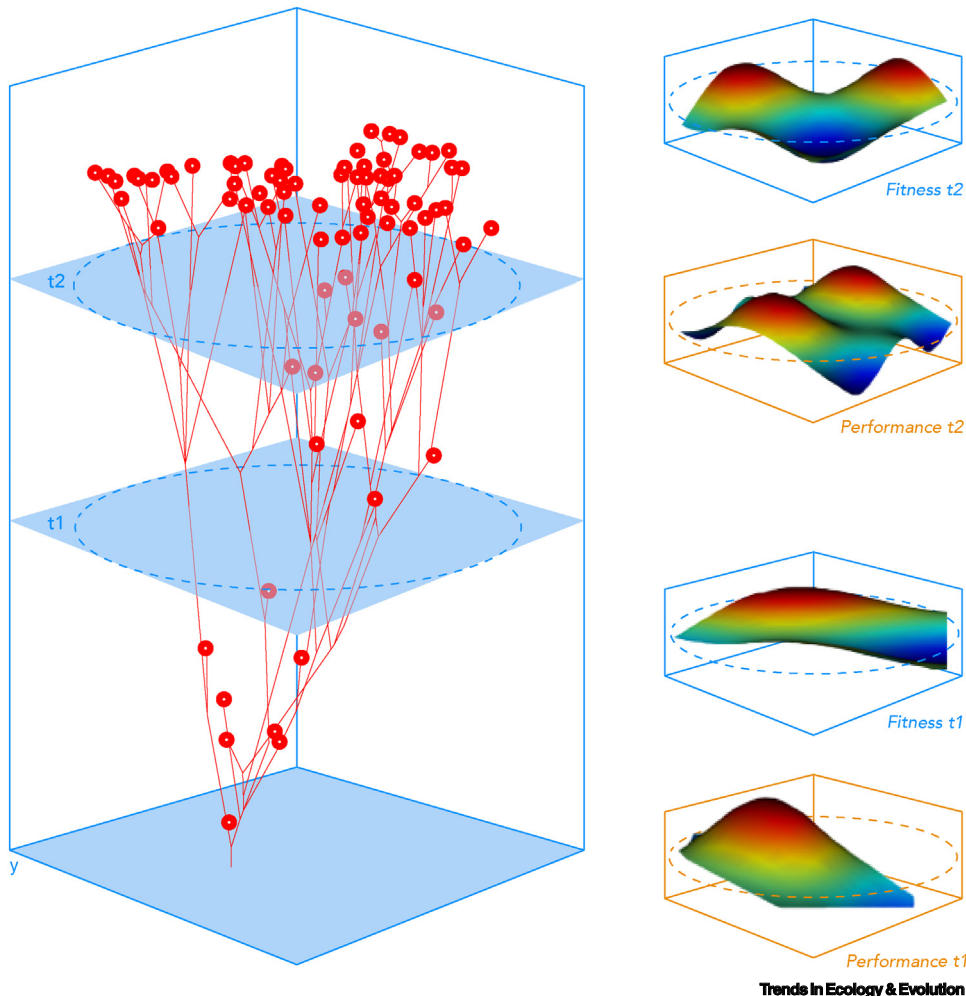 Fitness t2
t2
Performance t2
t1
Fitness t1
y
Performance t1
Trends in Ecology & Evolution